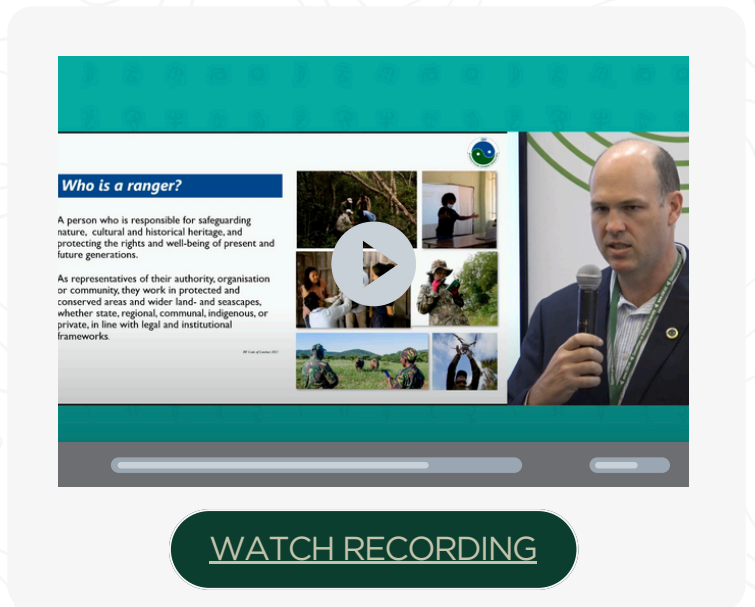 Who is a ranger?
A person who is responsible for safeguarding
nature, cultural and historical heritage, and
protecting the rights and well-being of present and
future generations.
As representatives of their authority, organisation
or community, they work in protected and
conserved areas and wider land- and seascapes,
whether state, regional, communal, indigenous, or
private, in line with legal and institutional
frameworks.
WATCH RECORDING